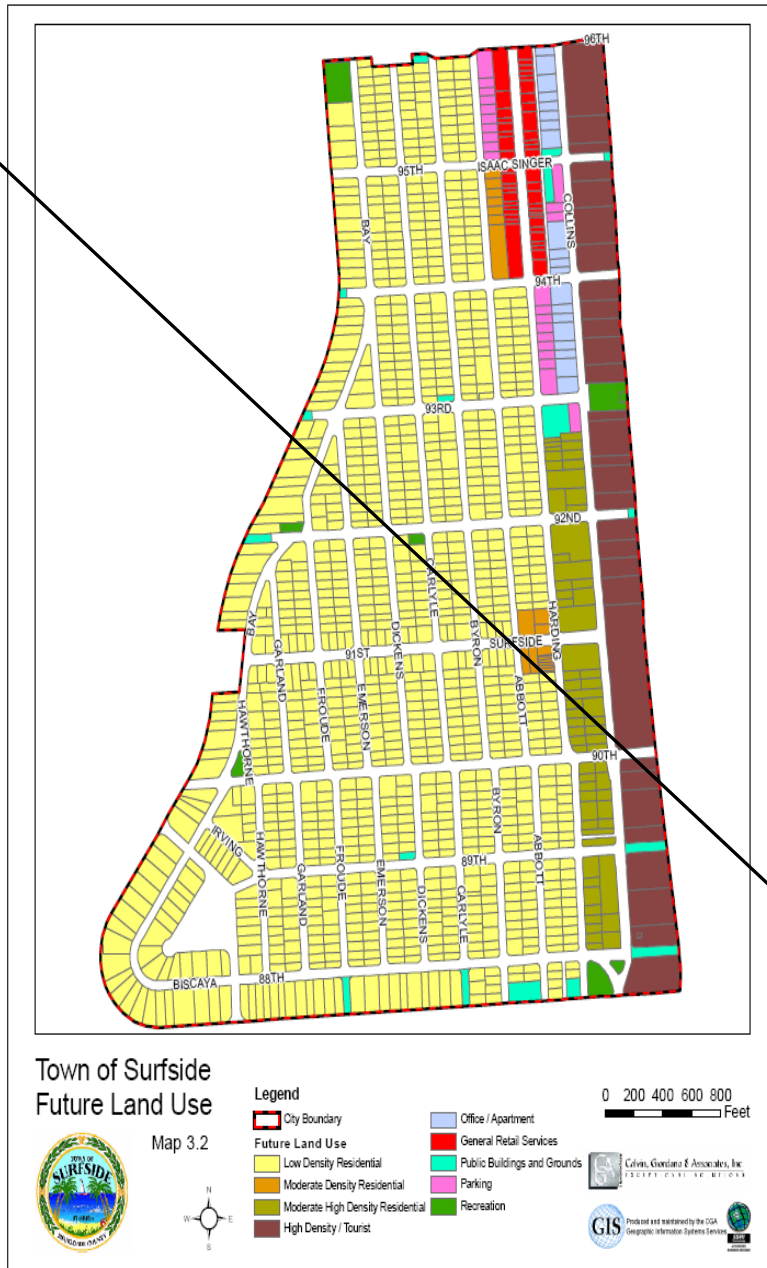 96TH
ISAAC SINGER
95TH
BAY
COLLINS
94TH
93RD
92ND
CARLYLE
HARDING
BAY
DICKENS
BYRON
SURFSIDE
91ST
GARLAND
EMERSON
FROUDE
ABBOTT
HAWTHORNE
90TH
BYRON
IRVING
HAWTHORNE
FROUDE
ABBOTT
89TH
GARLAND
EMERSON
DICKENS
CARLYLE
88TH
BISCAYA
Town of Surfside
Future Land Use
Map 3.2
TOWN OF
SURFSIDE
N
W E
S
Legend
City Boundary
Future Land Use
Low Density Residential
Moderate Density Residential
Moderate High Density Residential
High Density / Tourist
Office / Apartment
General Retail Services
Public Buildings and Grounds
Parking
Recreation
0 200 400 600 800
Feet
Calvin, Giordano & Associates, Inc.
EXCEPTIONAL SOLUTIONS
GIS
Produced and maintained by the CGA
Geographic Information Systems Services